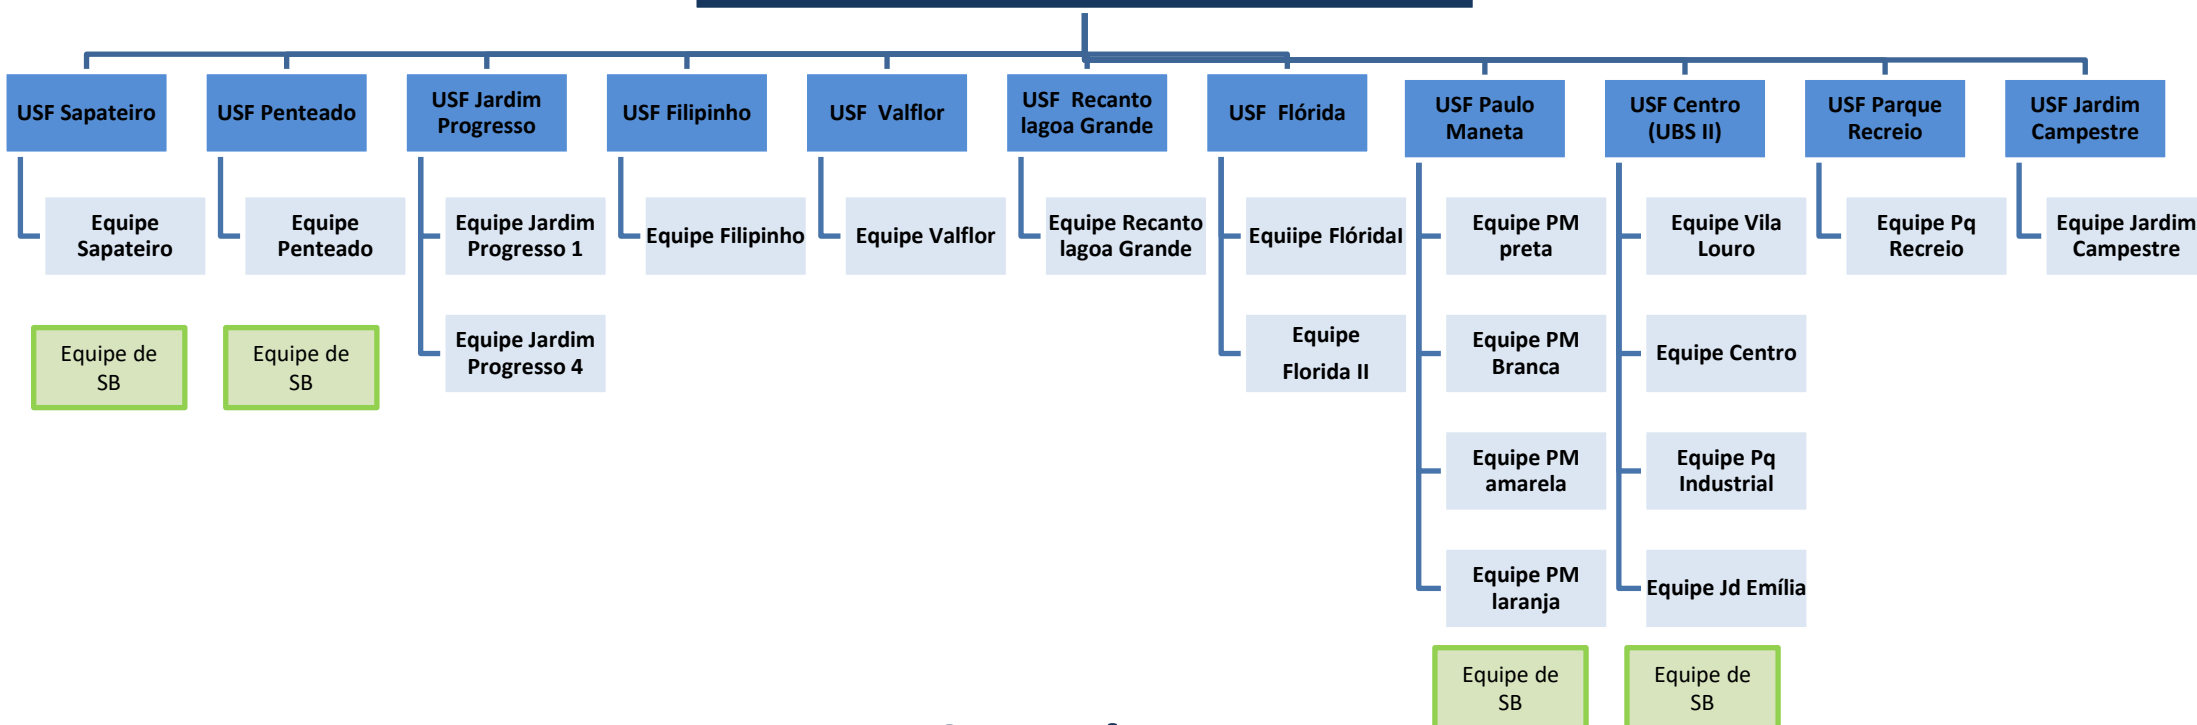 USF Sapateiro
USF Penteado
USF Jardim
Progresso
USF Filipinho
USF Valflor
USF Recanto
lagoa Grande
USF Flórida
USF Paulo
Maneta
USF Centro
(UBS II)
USF Parque
Recreio
USF Jardim
Campestre
Equipe
Sapateiro
Equipe
Penteado
Equipe Jardim
Progresso 1
Equipe Filipinho
Equipe Valflor
Equipe Recanto
lagoa Grande
Equiipe FlóridaI
Equipe PM
preta
Equipe Vila
Louro
Equipe Pq
Recreio
Equipe Jardim
Campestre
Equipe de
SB
Equipe de
SB
Equipe Jardim
Progresso 4
Equipe
Florida II
Equipe PM
Branca
Equipe Centro
Equipe PM
amarela
Equipe Pq
Industrial
Equipe PM
laranja
Equipe Jd Emília
Equipe de
SB
Equipe de
SB